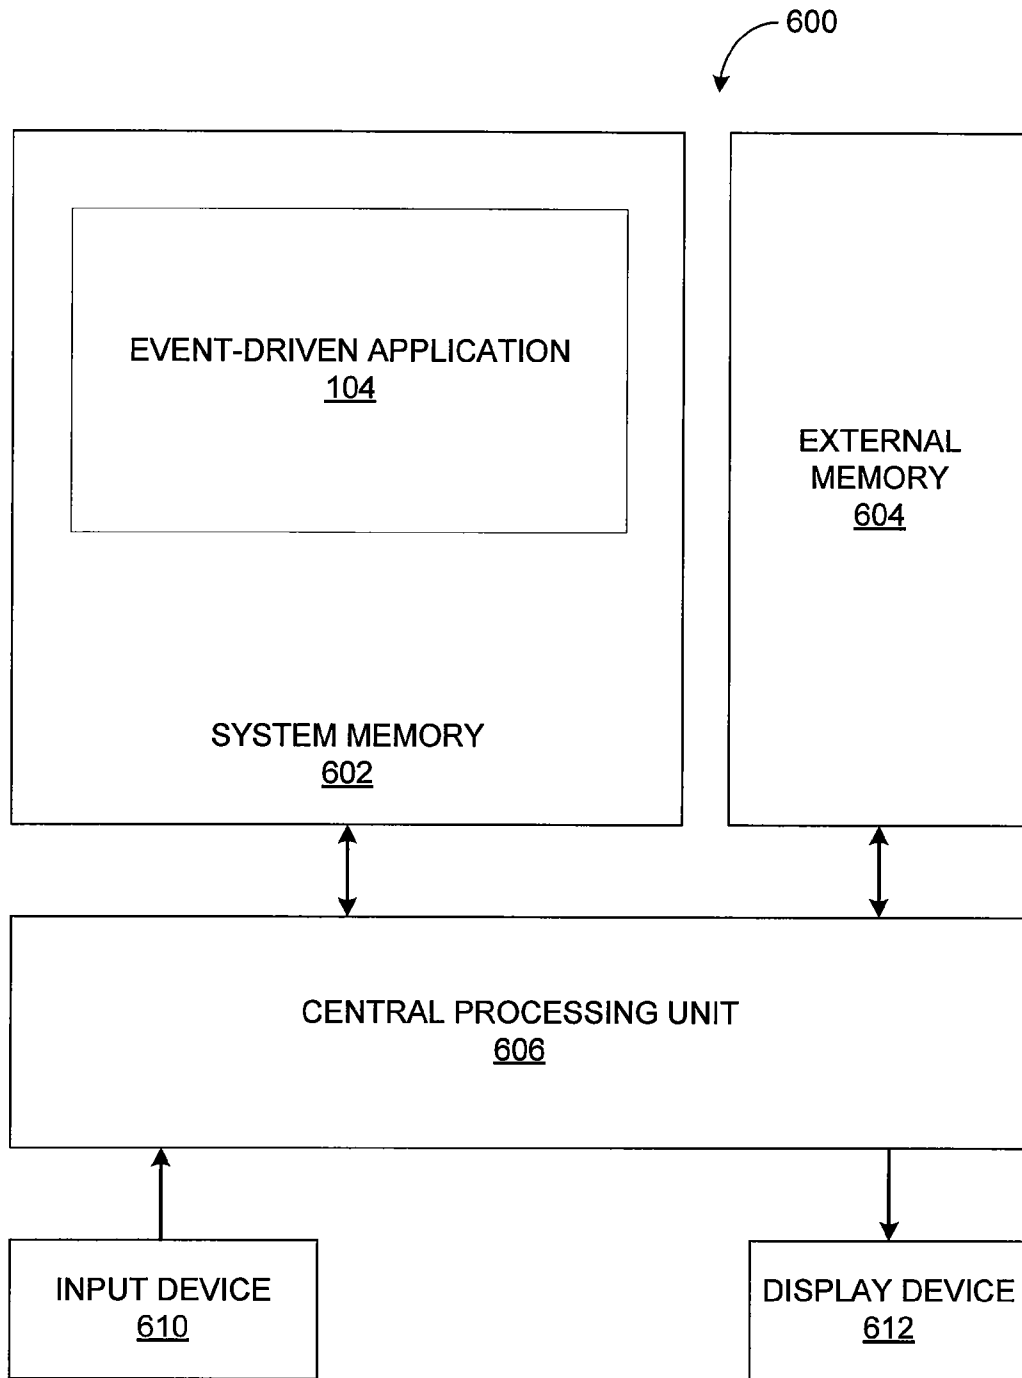 600
EVENT-DRIVEN APPLICATION
104
EXTERNAL
MEMORY
604
SYSTEM MEMORY
602
CENTRAL PROCESSING UNIT
606
INPUT DEVICE
610
DISPLAY DEVICE
612